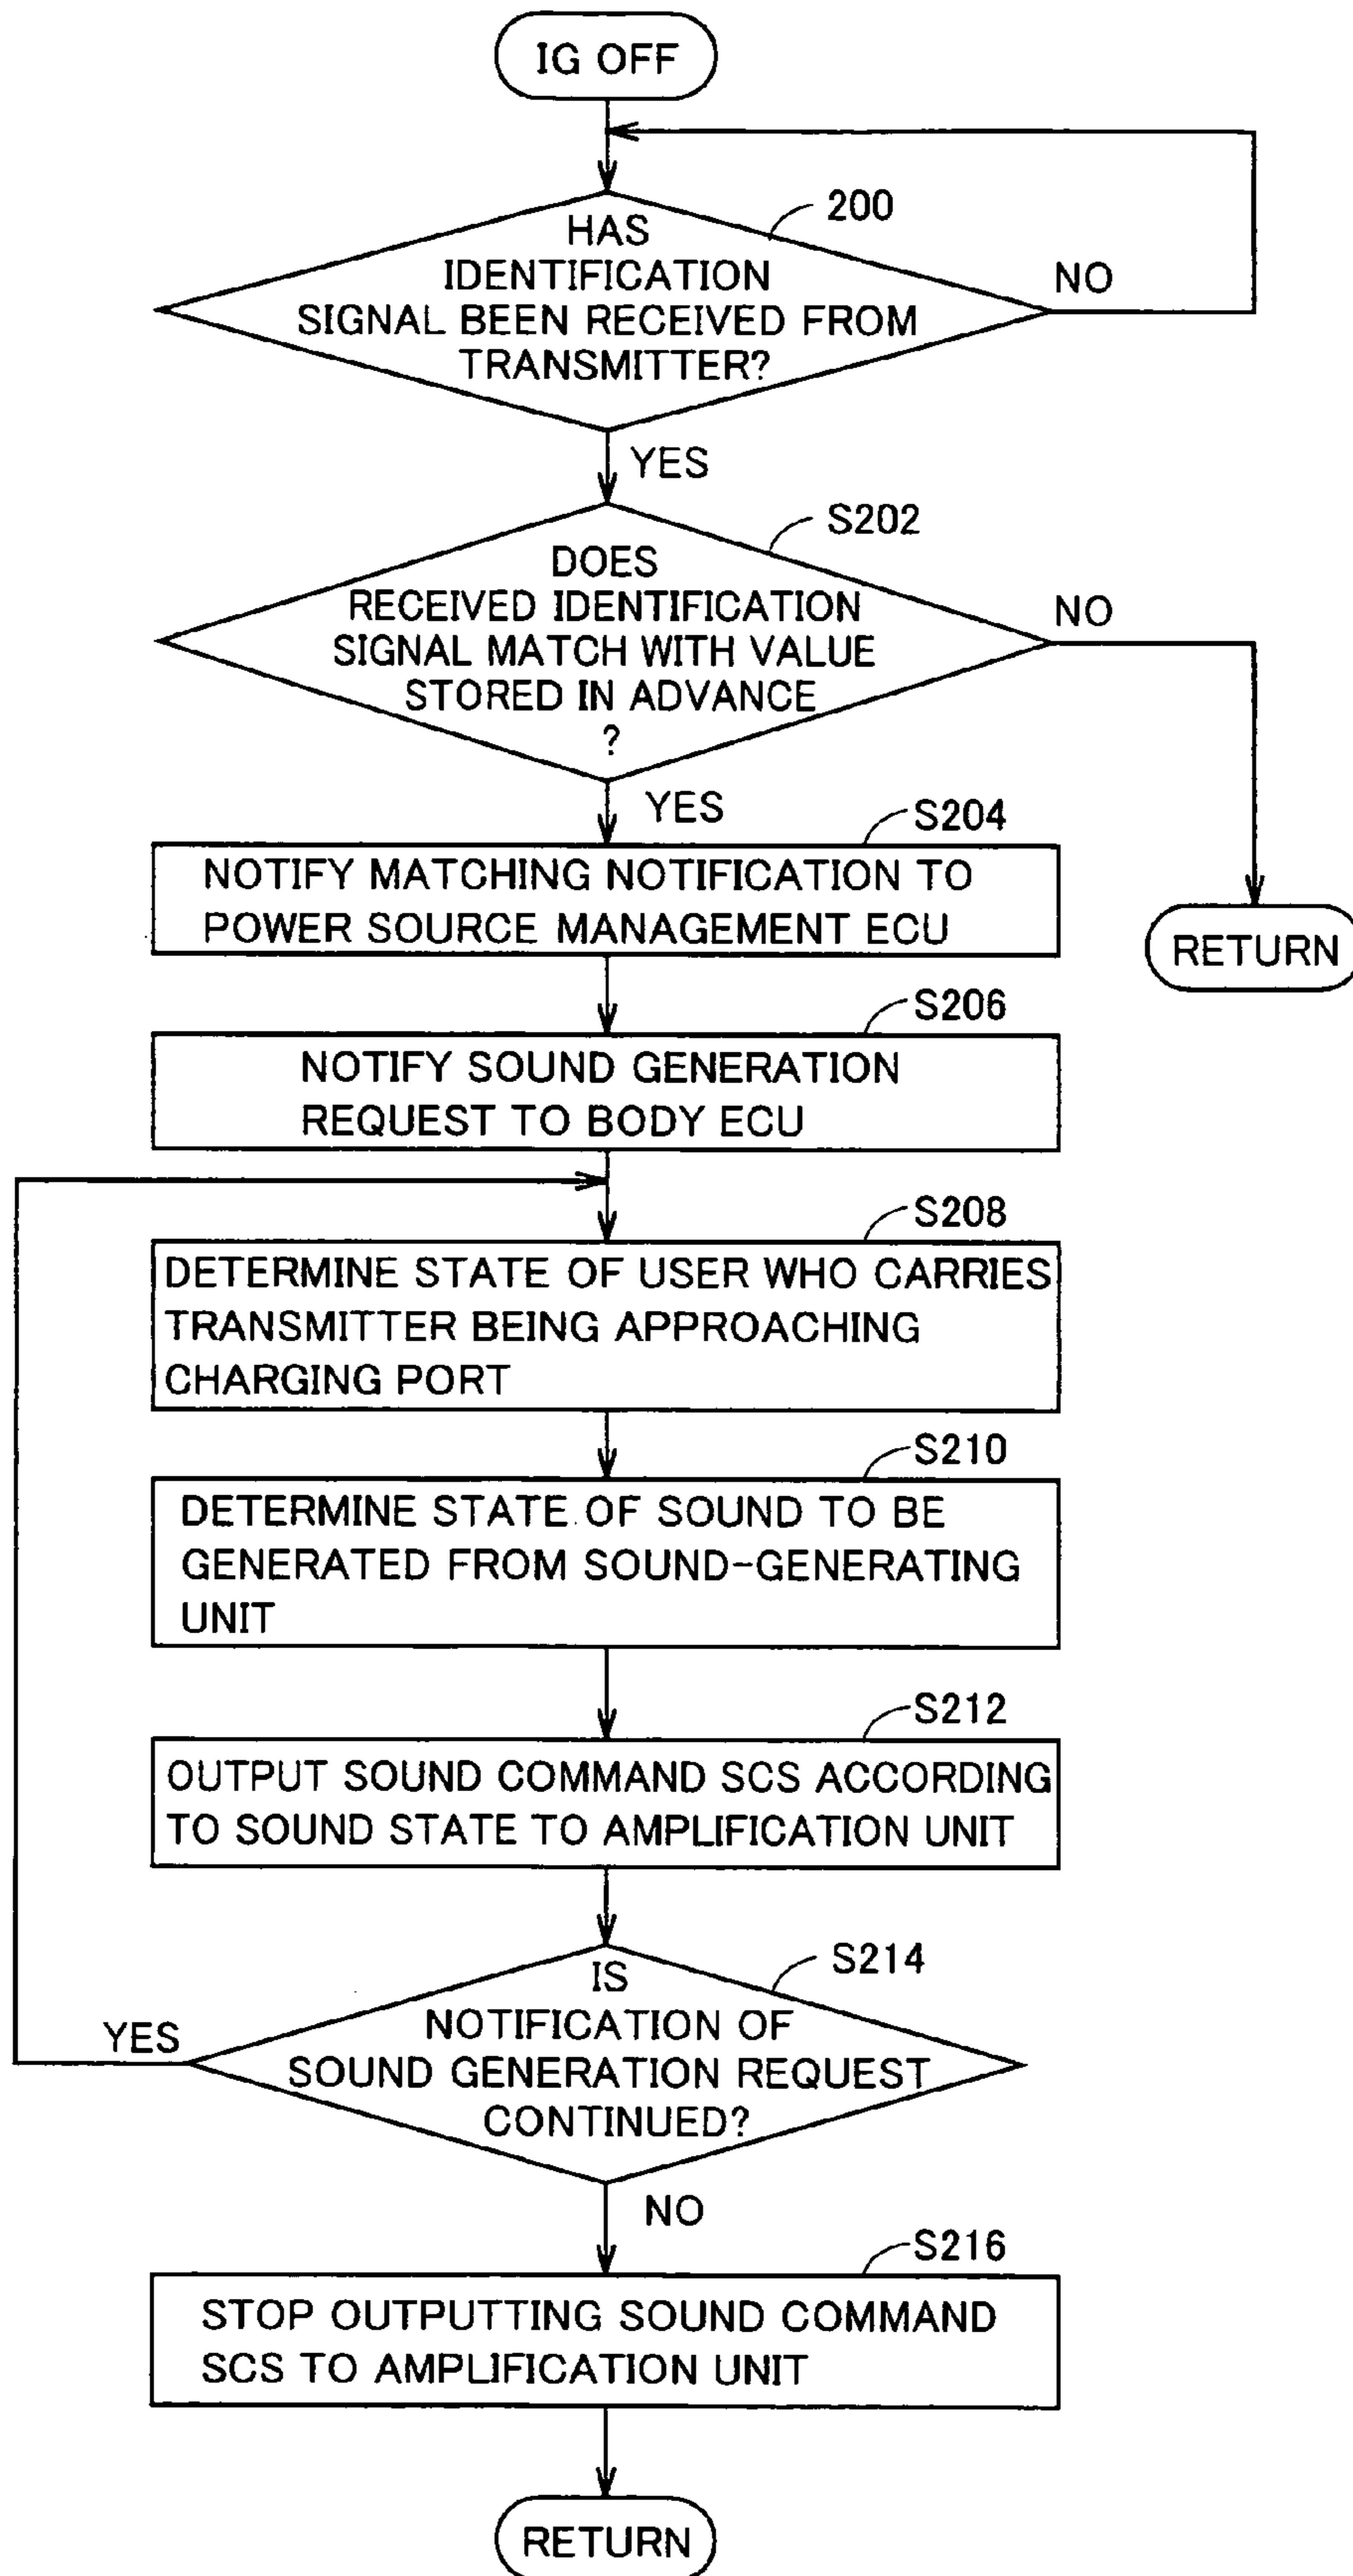 IG OFF
200
HAS
IDENTIFICATION
SIGNAL BEEN RECEIVED FROM
TRANSMITTER?
NO
YES
S202
DOES
RECEIVED IDENTIFICATION
SIGNAL MATCH WITH VALUE
STORED IN ADVANCE
?
NO
YES
RETURN
S204
NOTIFY MATCHING NOTIFICATION TO
POWER SOURCE MANAGEMENT ECU
S206
NOTIFY SOUND GENERATION
REQUEST TO BODY ECU
S208
DETERMINE STATE OF USER WHO CARRIES
TRANSMITTER BEING APPROACHING
CHARGING PORT
S210
DETERMINE STATE OF SOUND TO BE
GENERATED FROM SOUND-GENERATING
UNIT
S212
OUTPUT SOUND COMMAND SCS ACCORDING
TO SOUND STATE TO AMPLIFICATION UNIT
S214
IS
NOTIFICATION OF
SOUND GENERATION REQUEST
CONTINUED?
YES
NO
S216
STOP OUTPUTTING SOUND COMMAND
SCS TO AMPLIFICATION UNIT
RETURN